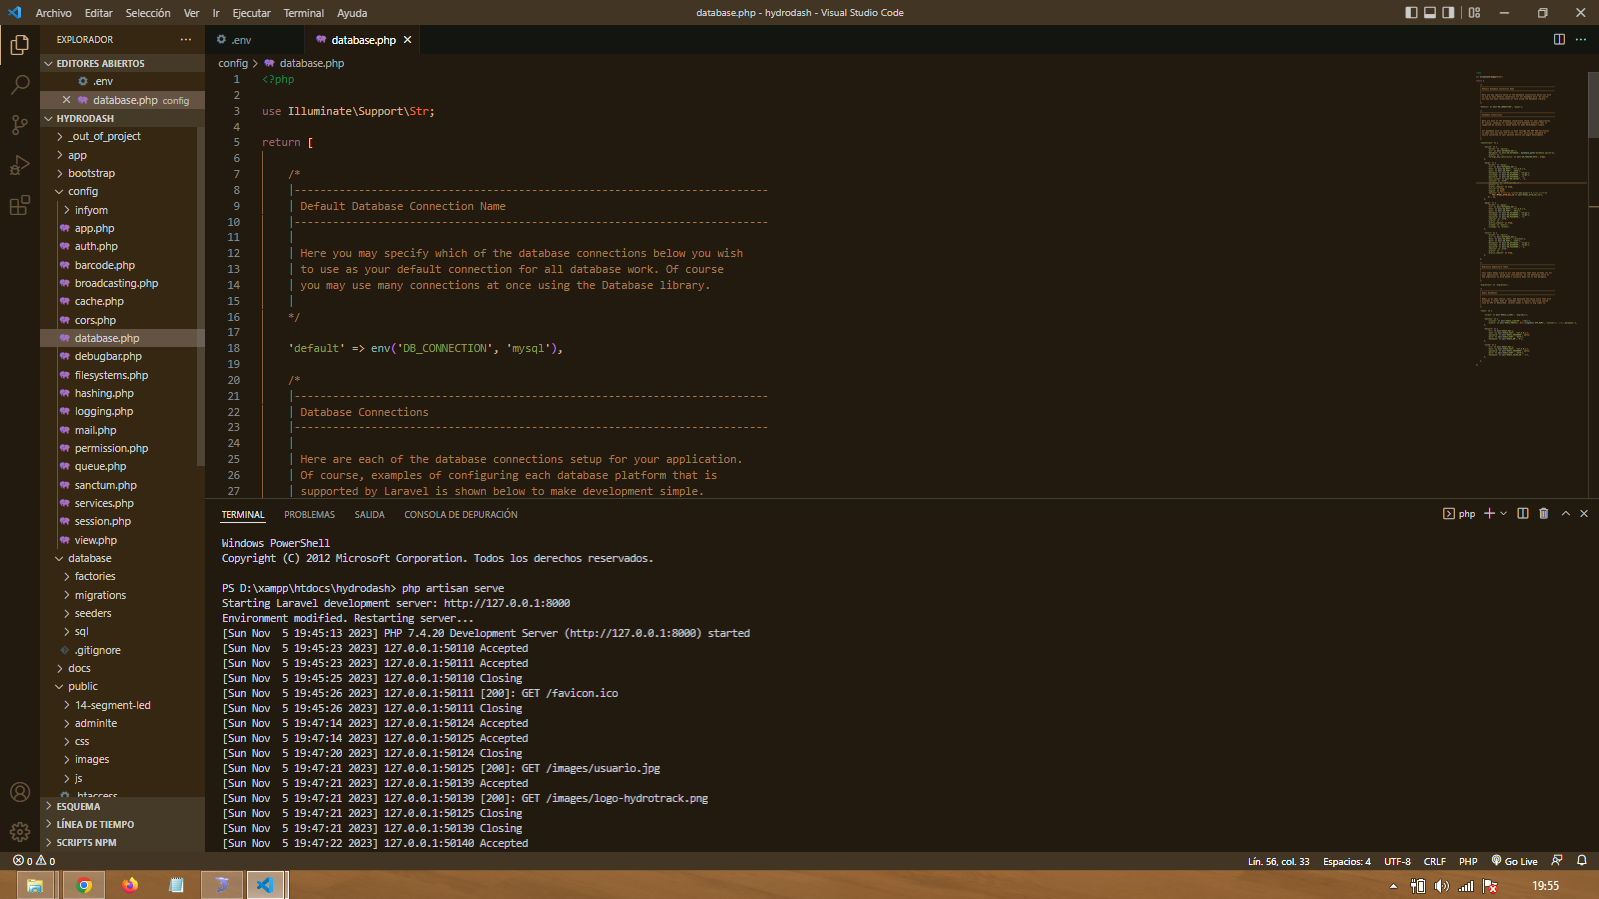 Archivo Editar Selección Ver Ir Ejecutar Terminal Ayuda
database.php - hydrodash - Visual Studio Code
EXPLORADOR
EDITORES ABIERTOS
.env
database.php config
HYDRODASH
_out_of_project
app
bootstrap
config
infyom
app.php
auth.php
barcode.php
broadcasting.php
cache.php
cors.php
database.php
debugbar.php
filesystems.php
hashing.php
logging.php
mail.php
permission.php
queue.php
sanctum.php
services.php
session.php
view.php
database
factories
migrations
seeders
sql
.gitignore
docs
public
14-segment-led
adminlte
css
images
js
.htaccess
ESQUEMA
LÍNEA DE TIEMPO
SCRIPTS NPM
.env
database.php
config > database.php
1 <?php
2
3 use Illuminate\Support\Str;
4
5 return [
6
7 /*
8 |--------------------------------------------------------------------------
9 | Default Database Connection Name
10 |--------------------------------------------------------------------------
11 |
12 | Here you may specify which of the database connections below you wish
13 | to use as your default connection for all database work. Of course
14 | you may use many connections at once using the Database library.
15 |
16 */
17
18 'default' => env('DB_CONNECTION', 'mysql'),
19
20 /*
21 |--------------------------------------------------------------------------
22 | Database Connections
23 |--------------------------------------------------------------------------
24 |
25 | Here are each of the database connections setup for your application.
26 | Of course, examples of configuring each database platform that is
27 | supported by Laravel is shown below to make development simple.
TERMINAL PROBLEMAS SALIDA CONSOLA DE DEPURACIÓN
php
Windows PowerShell
Copyright (C) 2012 Microsoft Corporation. Todos los derechos reservados.
PS D:\xampp\htdocs\hydrodash> php artisan serve
Starting Laravel development server: http://127.0.0.1:8000
Environment modified. Restarting server...
[Sun Nov  5 19:45:13 2023] PHP 7.4.20 Development Server (http://127.0.0.1:8000) started
[Sun Nov  5 19:45:23 2023] 127.0.0.1:50110 Accepted
[Sun Nov  5 19:45:23 2023] 127.0.0.1:50111 Accepted
[Sun Nov  5 19:45:25 2023] 127.0.0.1:50110 Closing
[Sun Nov  5 19:45:26 2023] 127.0.0.1:50111 [200]: GET /favicon.ico
[Sun Nov  5 19:45:26 2023] 127.0.0.1:50111 Closing
[Sun Nov  5 19:47:14 2023] 127.0.0.1:50124 Accepted
[Sun Nov  5 19:47:14 2023] 127.0.0.1:50125 Accepted
[Sun Nov  5 19:47:20 2023] 127.0.0.1:50124 Closing
[Sun Nov  5 19:47:21 2023] 127.0.0.1:50125 [200]: GET /images/usuario.jpg
[Sun Nov  5 19:47:21 2023] 127.0.0.1:50139 Accepted
[Sun Nov  5 19:47:21 2023] 127.0.0.1:50139 [200]: GET /images/logo-hydrotrack.png
[Sun Nov  5 19:47:21 2023] 127.0.0.1:50125 Closing
[Sun Nov  5 19:47:21 2023] 127.0.0.1:50139 Closing
[Sun Nov  5 19:47:22 2023] 127.0.0.1:50140 Accepted
0 0
Lín. 56, col. 33 Espacios: 4 UTF-8 CRLF PHP Go Live
19:55